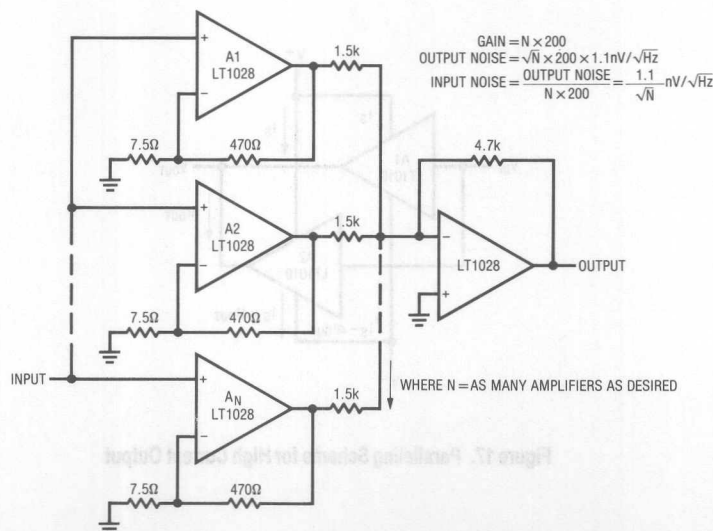 A1
LT1028
1.5k
7.5Ω
470Ω
A2
LT1028
1.5k
7.5Ω
470Ω
INPUT
AN
LT1028
1.5k
7.5Ω
470Ω
GAIN = N × 200
OUTPUT NOISE = √N × 200 × 1.1nV/√Hz
INPUT NOISE = OUTPUT NOISE / N × 200 = 1.1 / √N nV/√Hz
4.7k
LT1028
OUTPUT
WHERE N = AS MANY AMPLIFIERS AS DESIRED
Figure 17. Paralleling Scheme for High Current Output